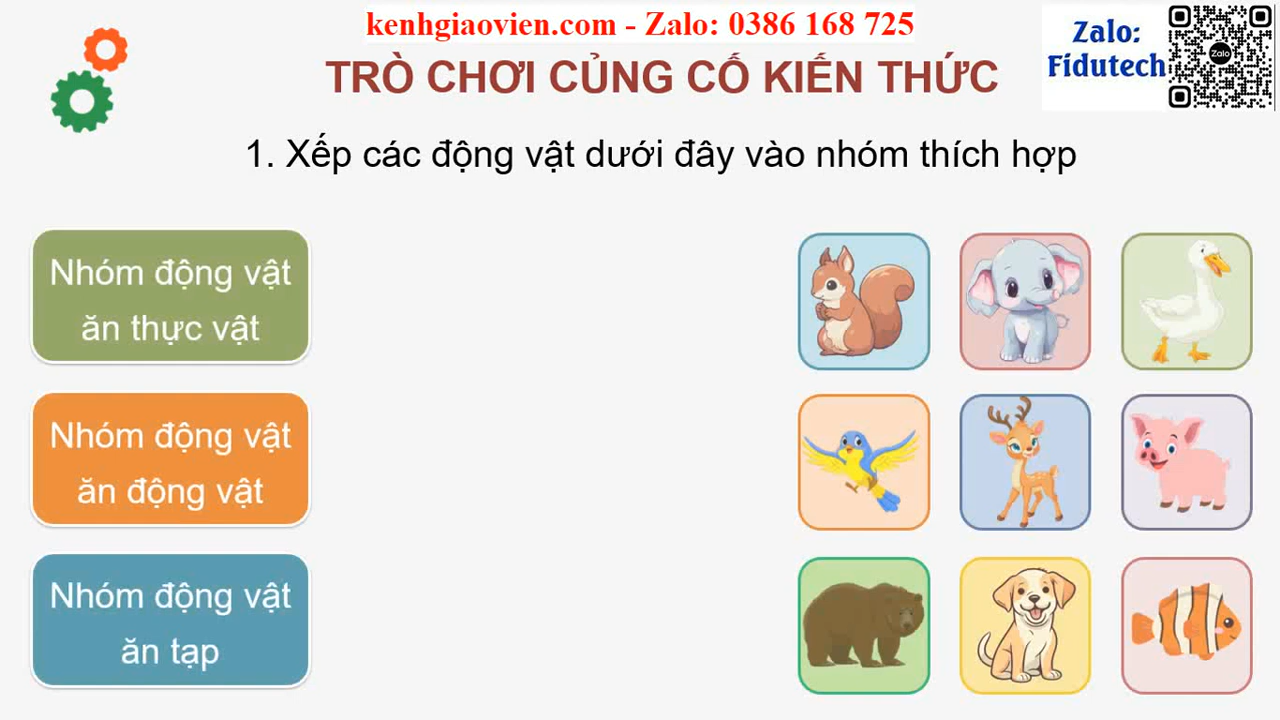 kenhgiaovien.com - Zalo: 0386 168 725
Zalo:
Fidutech
Zalo
TRÒ CHƠI CỦNG CỐ KIẾN THỨC
1. Xếp các động vật dưới đây vào nhóm thích hợp
Nhóm động vật
ăn thực vật
Nhóm động vật
ăn động vật
Nhóm động vật
ăn tạp